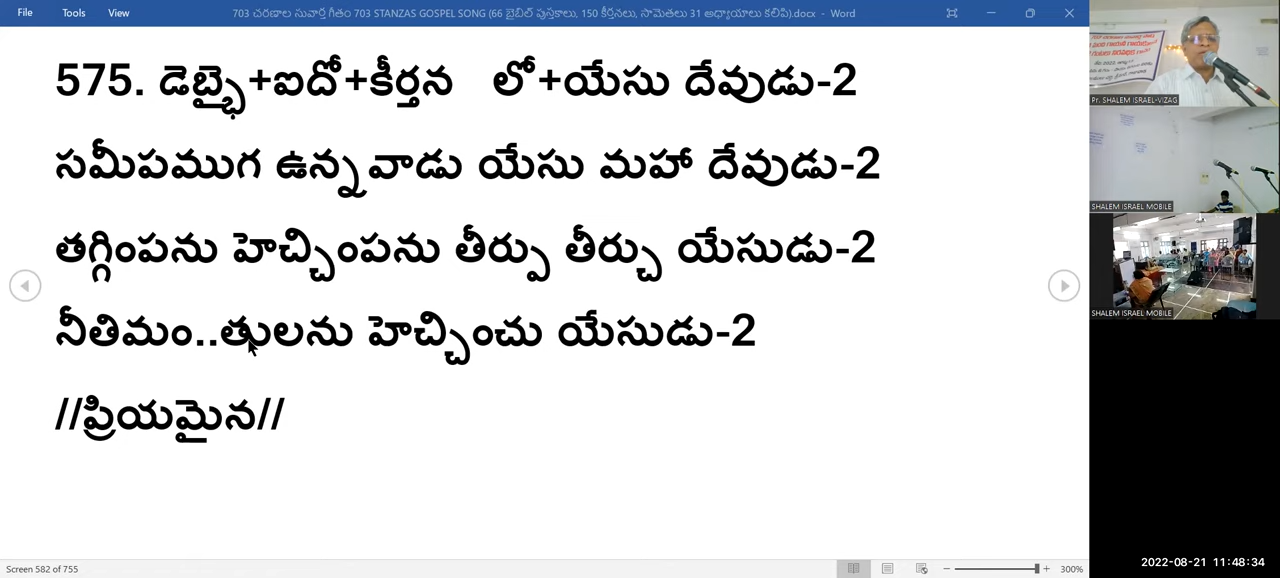 File Tools View 703 చరణాల సువార్త గీతం 703 STANZAS GOSPEL SONG (66 బైబిల్ పుస్తకాలు, 150 కీర్తనలు, సామెతలు 31 అధ్యాయాలు కలిపి).docx - Word
575. డెబ్భై+ఐదో+కీర్తన లో+యేసు దేవుడు-2
సమీపముగ ఉన్నవాడు యేసు మహా దేవుడు-2
తగ్గింపను హెచ్చింపను తీర్పు తీర్చు యేసుడు-2
నీతిమం..తులను హెచ్చించు యేసుడు-2
//ప్రియమైన//
Pr. SHALEM ISRAEL-VIZAG
SHALEM ISRAEL MOBILE
SHALEM ISRAEL MOBILE
2022-08-21 11:48:34
Screen 582 of 755
300%